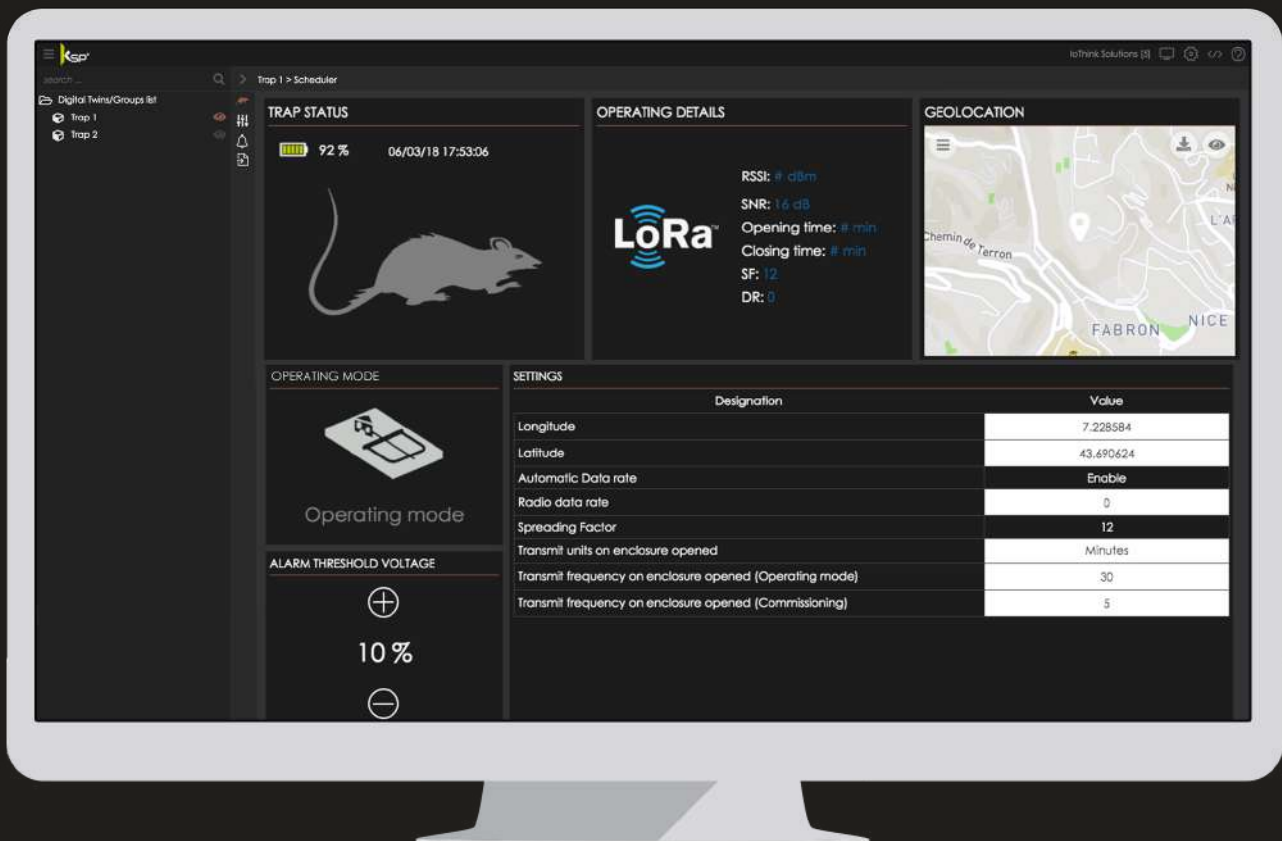 Ksp
IoThink Solutions [3]
search ...
Trap 1 > Scheduler
Digital Twins/Groups list
Trap 1
Trap 2
TRAP STATUS
92 %
06/03/18 17:53:06
OPERATING DETAILS
LoRa™
RSSI: # dBm
SNR: 16 dB
Opening time: # min
Closing time: # min
SF: 12
DR: 0
GEOLOCATION
Chemin de Terron
FABRON
NICE
OPERATING MODE
Operating mode
ALARM THRESHOLD VOLTAGE
10 %
SETTINGS
Designation Value
Longitude 7.228584
Latitude 43.690624
Automatic Data rate Enable
Radio data rate 0
Spreading Factor 12
Transmit units on enclosure opened Minutes
Transmit frequency on enclosure opened (Operating mode) 30
Transmit frequency on enclosure opened (Commissioning) 5